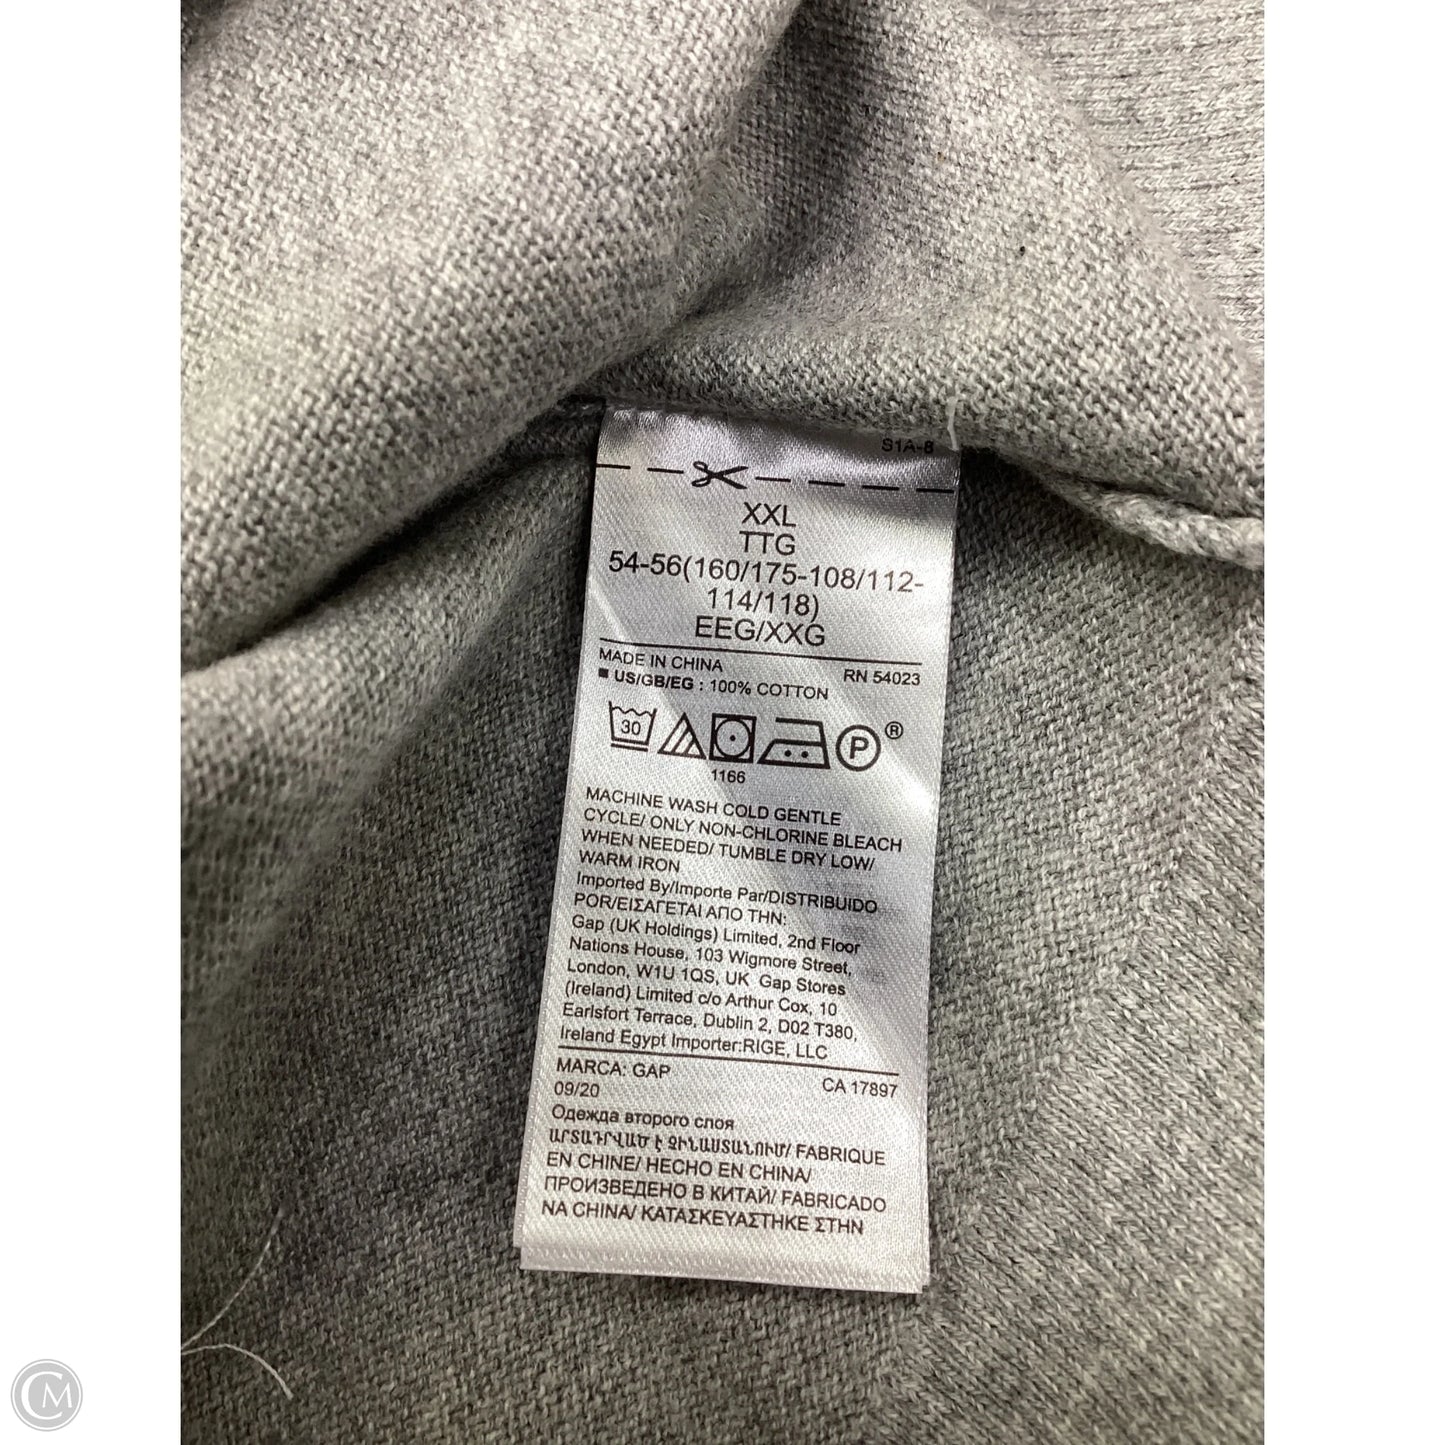 S1A-8
XXL
TTG
54-56(160/175-108/112-
114/118)
EEG/XXG
MADE IN CHINA
RN 54023
US/GB/EG : 100% COTTON
30
P
®
1166
MACHINE WASH COLD GENTLE
CYCLE/ ONLY NON-CHLORINE BLEACH
WHEN NEEDED/ TUMBLE DRY LOW/
WARM IRON
Imported By/Importe Par/DISTRIBUIDO
POR/ΕΙΣΑΓΕΤΑΙ ΑΠΟ ΤΗΝ:
Gap (UK Holdings) Limited, 2nd Floor
Nations House, 103 Wigmore Street,
London, W1U 1QS, UK Gap Stores
(Ireland) Limited c/o Arthur Cox, 10
Earlsfort Terrace, Dublin 2, D02 T380,
Ireland Egypt Importer:RIGE, LLC
MARCA: GAP
CA 17897
09/20
Одежда второго слоя
ԱՐՏԱԴՐՎԱԾ Է ՉԻՆԱՍՏԱՆՈՒՄ/ FABRIQUE
EN CHINE/ HECHO EN CHINA/
ПРОИЗВЕДЕНО В КИТАЙ/ FABRICADO
NA CHINA/ ΚΑΤΑΣΚΕΥΑΣΤΗΚΕ ΣΤΗΝ
CM